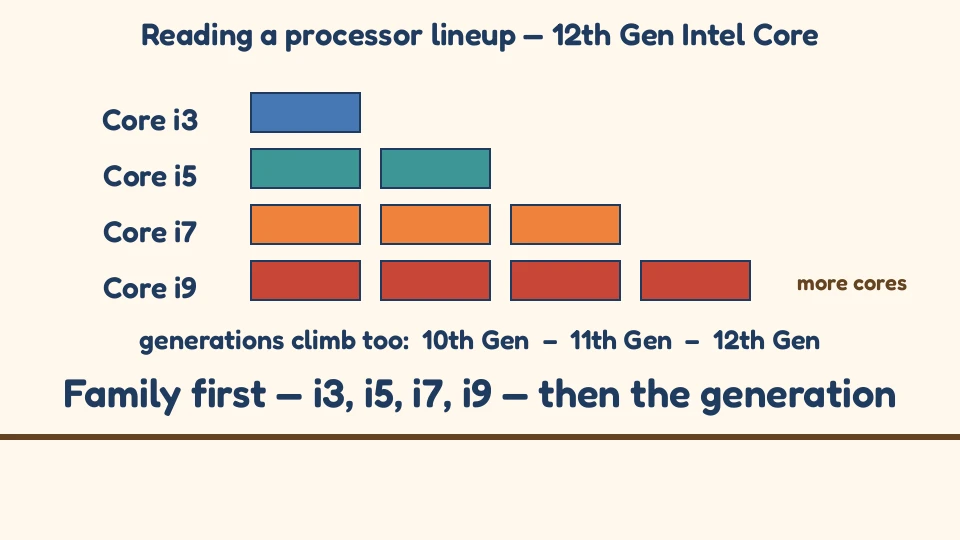 Reading a processor lineup — 12th Gen Intel Core
Core i3
Core i5
Core i7
Core i9
more cores
generations climb too: 10th Gen – 11th Gen – 12th Gen
Family first — i3, i5, i7, i9 — then the generation